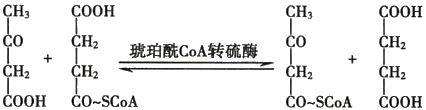 CH₃ COOH CH₃ COOH
CO + CH₂ 琥珀酰CoA转硫酶 CO + CH₂
CH₂ CH₂ CH₂ CH₂
COOH CO~SCoA CO~SCoA COOH